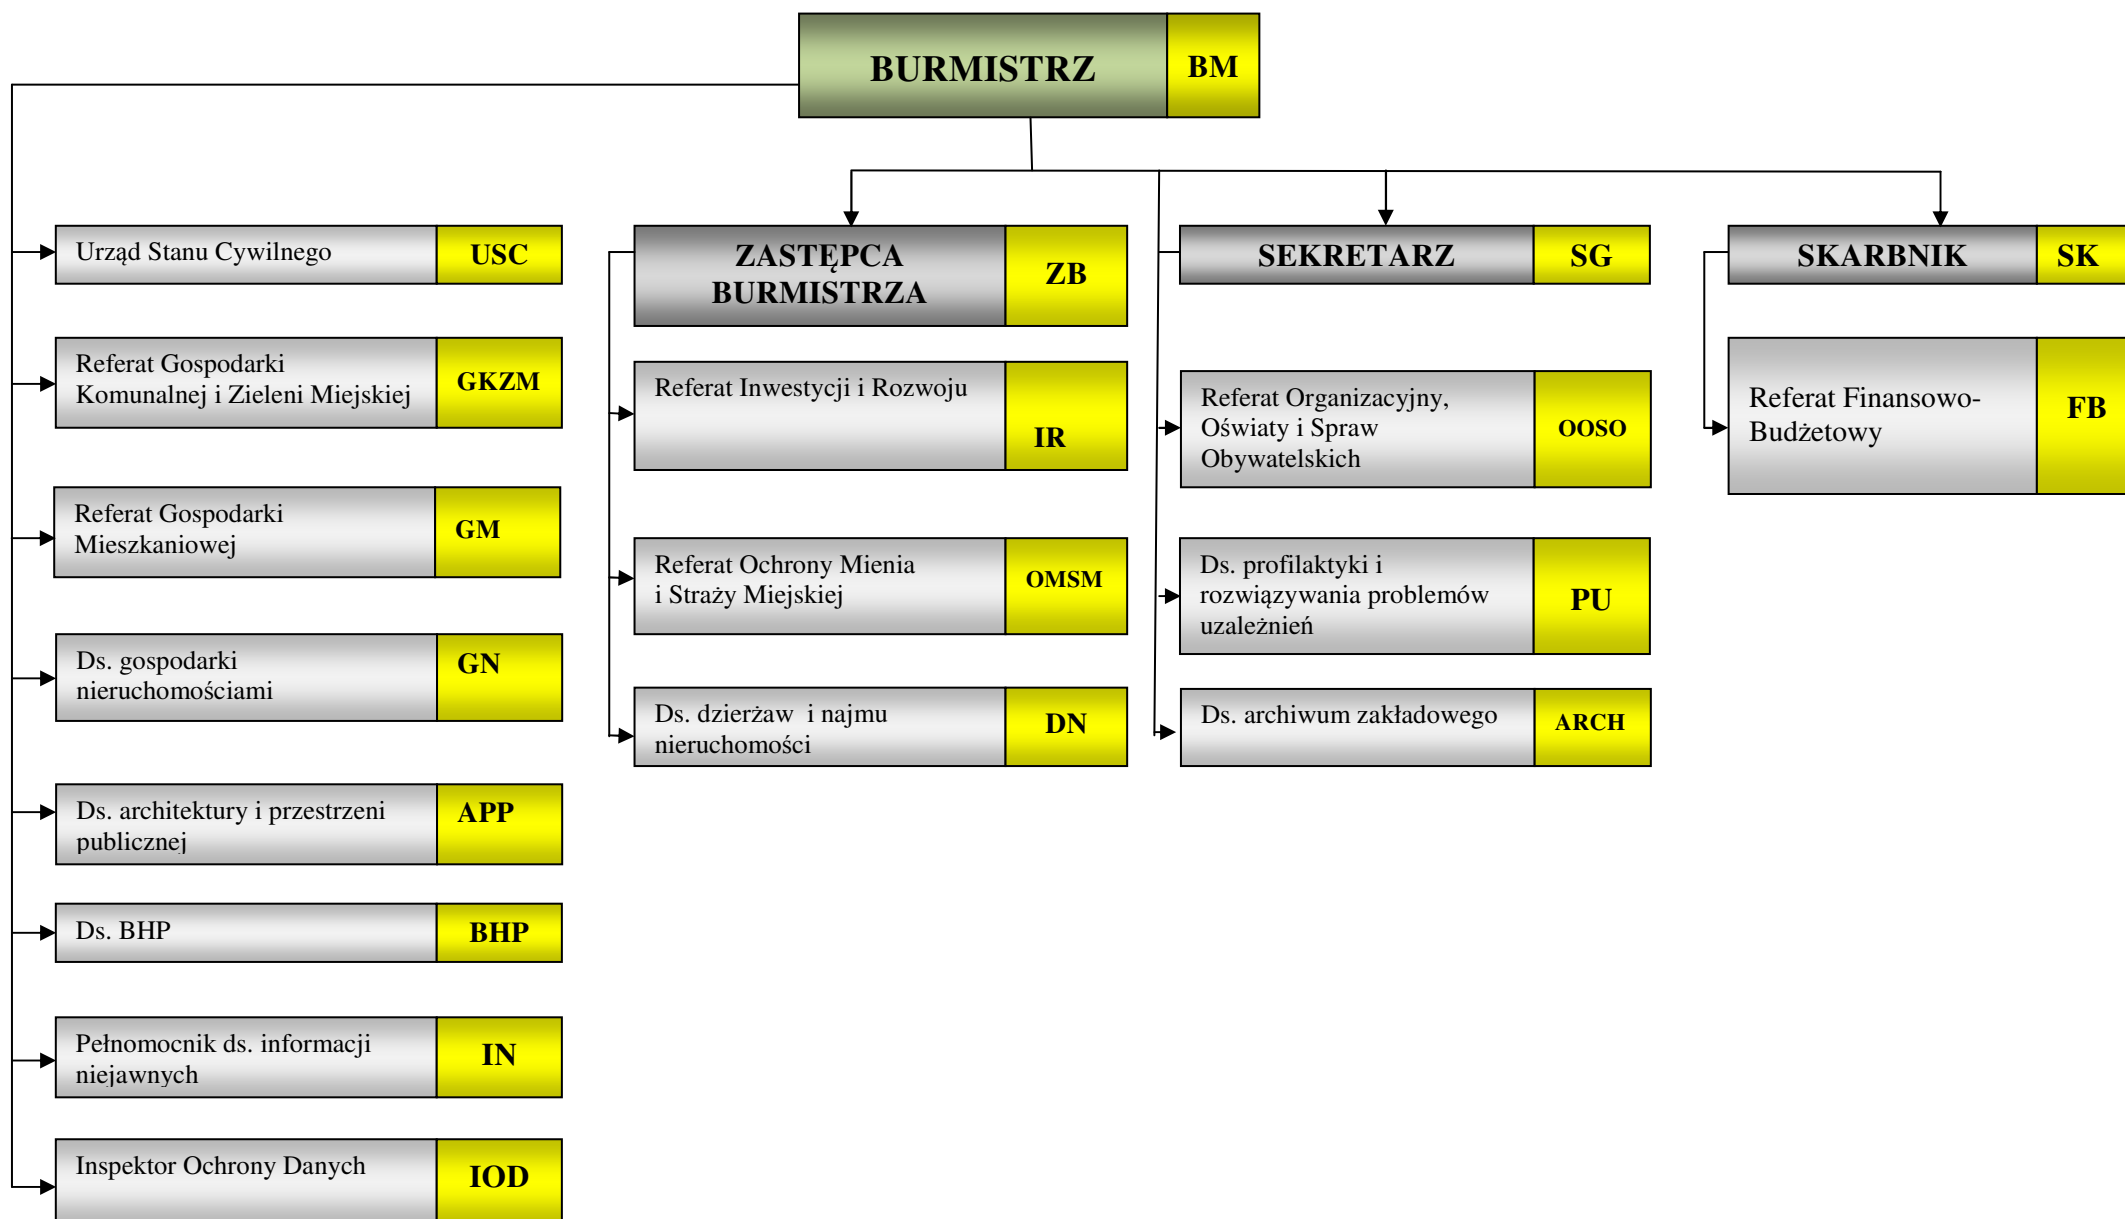 BURMISTRZ
BM
Urząd Stanu Cywilnego
USC
Referat Gospodarki
Komunalnej i Zieleni Miejskiej
GKZM
Referat Gospodarki
Mieszkaniowej
GM
Ds. gospodarki
nieruchomościami
GN
Ds. architektury i przestrzeni
publicznej
APP
Ds. BHP
BHP
Pełnomocnik ds. informacji
niejawnych
IN
Inspektor Ochrony Danych
IOD
ZASTĘPCA
BURMISTRZA
ZB
Referat Inwestycji i Rozwoju
IR
Referat Ochrony Mienia
i Straży Miejskiej
OMSM
Ds. dzierżaw  i najmu
nieruchomości
DN
SEKRETARZ
SG
Referat Organizacyjny,
Oświaty i Spraw
Obywatelskich
OOSO
Ds. profilaktyki i
rozwiązywania problemów
uzależnień
PU
Ds. archiwum zakładowego
ARCH
SKARBNIK
SK
Referat Finansowo-
Budżetowy
FB